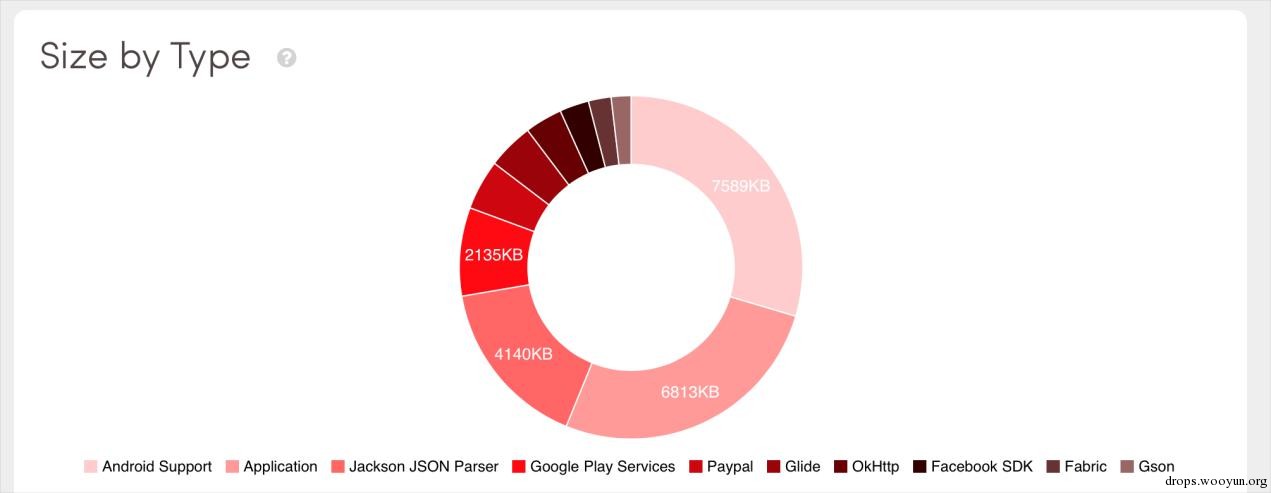 Size by Type ?
7589KB
2135KB
4140KB
6813KB
Android Support Application Jackson JSON Parser Google Play Services Paypal Glide OkHttp Facebook SDK Fabric Gson
drops.wooyun.org